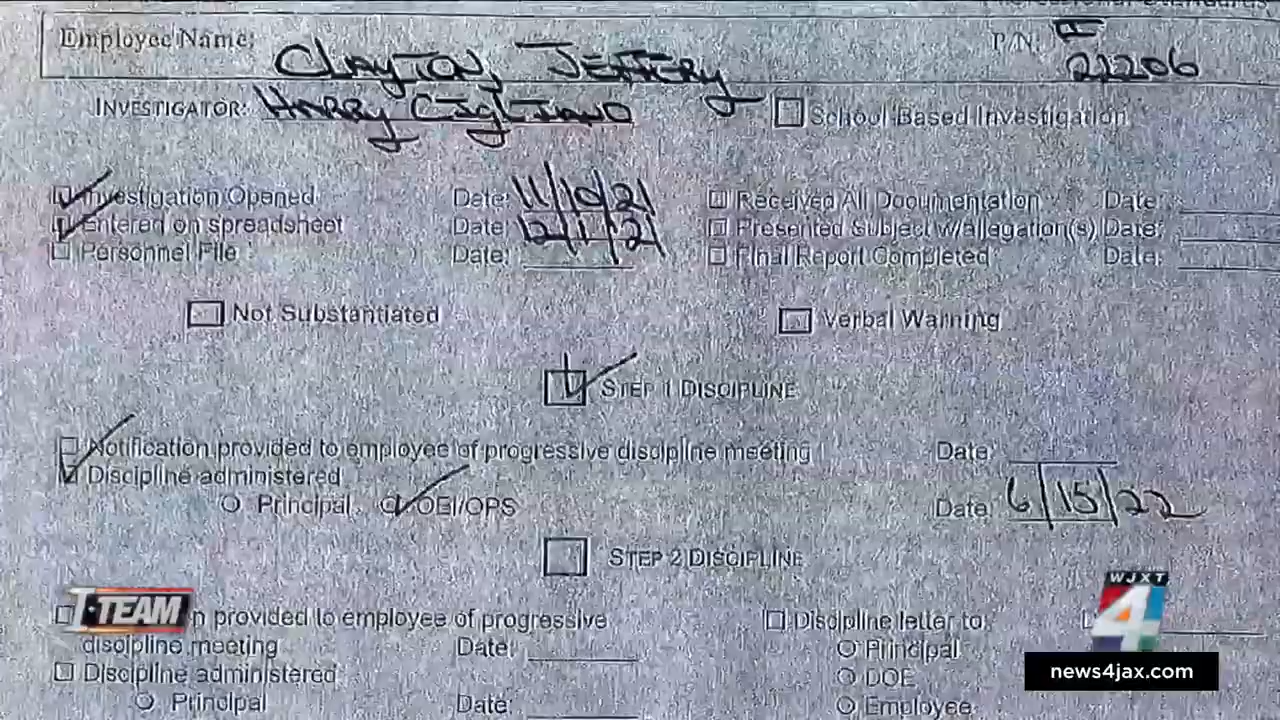 Employee Name: CLAYTON, JEFFERY P/N: 22206
INVESTIGATOR: HARRY CIGLIANO School Based Investigation
Investigation Opened Date: 11/10/21 Received All Documentation Date:
Entered on spreadsheet Date: 12/1/21 Presented Subject w/allegation(s) Date:
Personnel File Date: Final Report Completed Date:
Not Substantiated Verbal Warning
STEP 1 DISCIPLINE
Notification provided to employee of progressive discipline meeting Date:
Discipline administered
Principal OEI/OPS Date: 6/15/22
STEP 2 DISCIPLINE
I-TEAM n provided to employee of progressive Discipline letter to:
discipline meeting Date: Principal
Discipline administered DOE
Principal Date: Employee
WJXT
4
news4jax.com